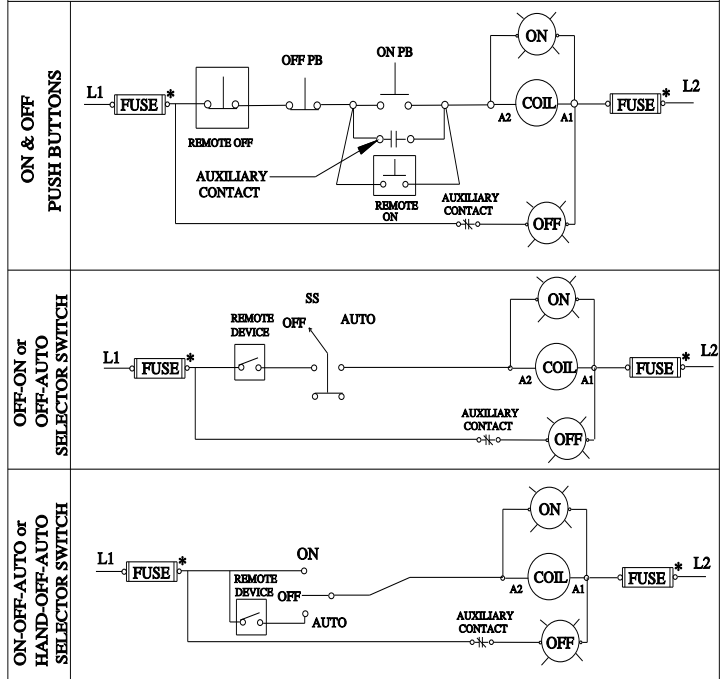 ON & OFF
PUSH BUTTONS
L1
FUSE
*
REMOTE OFF
OFF PB
ON PB
AUXILIARY
CONTACT
REMOTE
ON
ON
COIL
A2
A1
FUSE
*
L2
AUXILIARY
CONTACT
OFF
OFF-ON or
OFF-AUTO
SELECTOR SWITCH
L1
FUSE
*
REMOTE
DEVICE
SS
OFF
AUTO
ON
COIL
A2
A1
FUSE
*
L2
AUXILIARY
CONTACT
OFF
ON-OFF-AUTO or
HAND-OFF-AUTO
SELECTOR SWITCH
L1
FUSE
*
REMOTE
DEVICE
ON
OFF
AUTO
ON
COIL
A2
A1
FUSE
*
L2
AUXILIARY
CONTACT
OFF